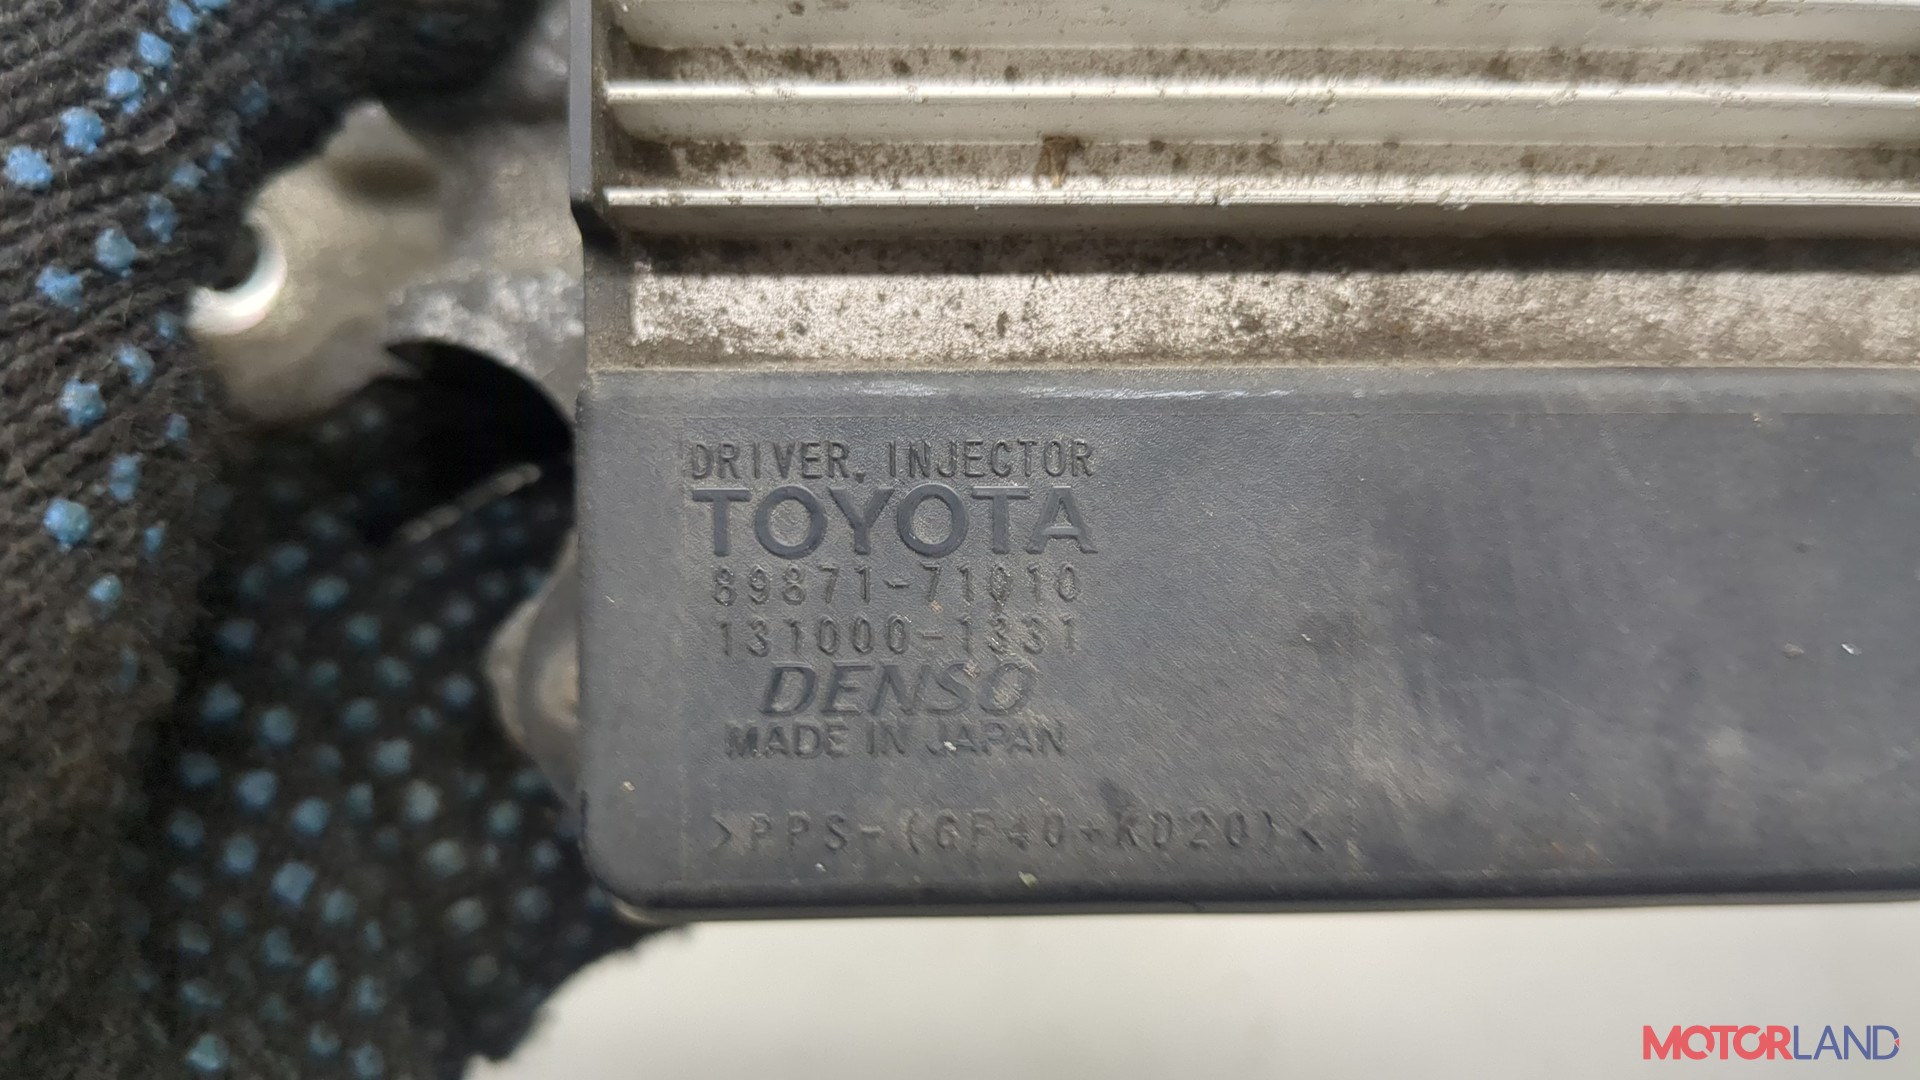 DRIVER, INJECTOR
TOYOTA
89871-71010
131000-1331
DENSO
MADE IN JAPAN
>PPS-(GF40+KD20)<
MOTORLAND